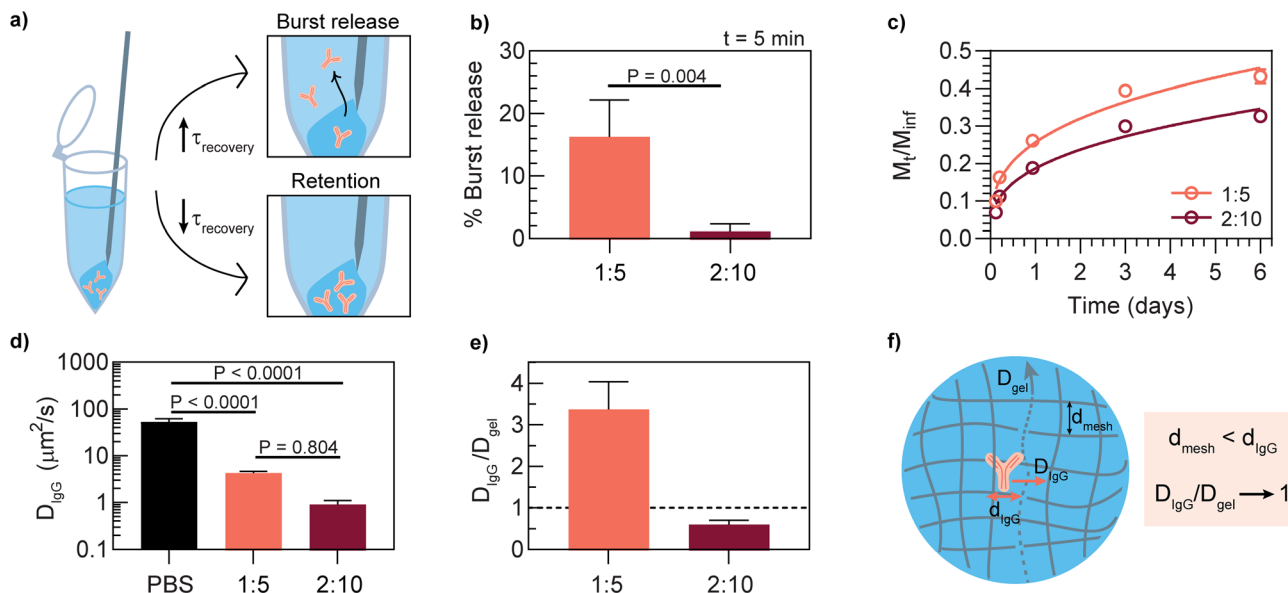 a)
Burst release
↑ τrecovery
Retention
↓ τrecovery
b)
t = 5 min
% Burst release
30
20
10
0
P = 0.004
1:5
2:10
c)
Mt/Minf
0.5
0.4
0.3
0.2
0.1
0.0
1:5
2:10
0
1
3
6
Time (days)
d)
DIgG (μm²/s)
1000
100
10
1
0.1
P < 0.0001
P < 0.0001
P = 0.804
PBS
1:5
2:10
e)
DIgG/Dgel
4
3
2
1
0
1:5
2:10
f)
Dgel
dmesh
DIgG
dIgG
dmesh < dIgG
DIgG/Dgel → 1